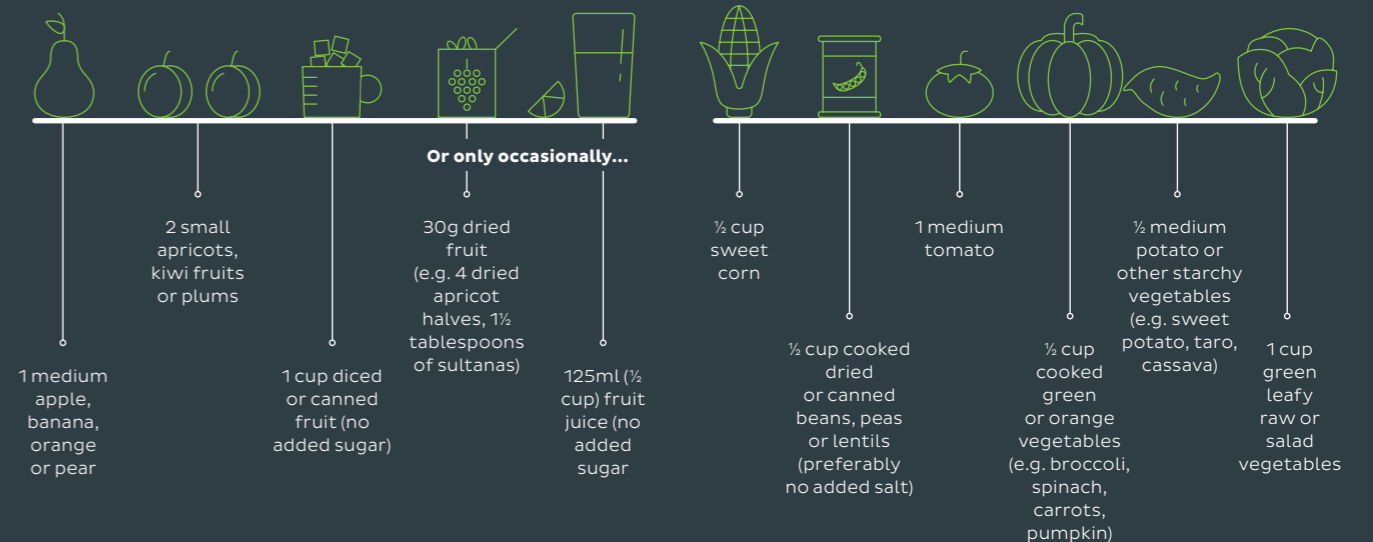 Or only occasionally...
1 medium
apple,
banana,
orange
or pear
2 small
apricots,
kiwi fruits
or plums
1 cup diced
or canned
fruit (no
added sugar)
30g dried
fruit
(e.g. 4 dried
apricot
halves, 1½
tablespoons
of sultanas)
125ml (½
cup) fruit
juice (no
added
sugar
½ cup
sweet
corn
½ cup cooked
dried
or canned
beans, peas
or lentils
(preferably
no added salt)
1 medium
tomato
½ cup
cooked
green
or orange
vegetables
(e.g. broccoli,
spinach,
carrots,
pumpkin)
½ medium
potato or
other starchy
vegetables
(e.g. sweet
potato, taro,
cassava)
1 cup
green
leafy
raw or
salad
vegetables